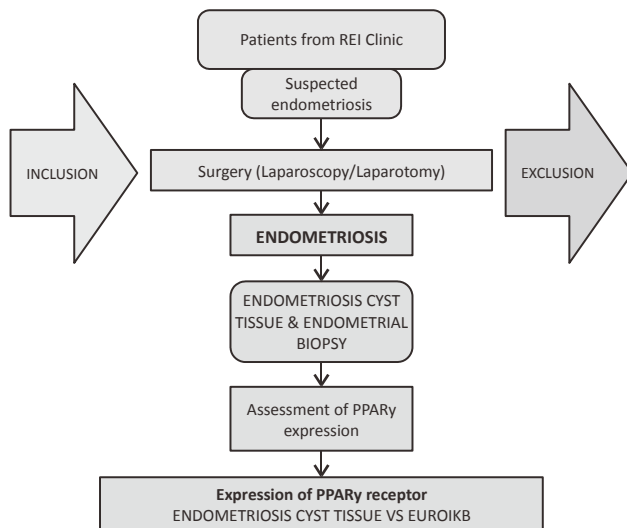 Patients from REI Clinic
Suspected
endometriosis
INCLUSION
Surgery (Laparoscopy/Laparotomy)
EXCLUSION
ENDOMETRIOSIS
ENDOMETRIOSIS CYST
TISSUE & ENDOMETRIAL
BIOPSY
Assessment of PPARγ
expression
Expression of PPARγ receptor
ENDOMETRIOSIS CYST TISSUE VS EUROIKB